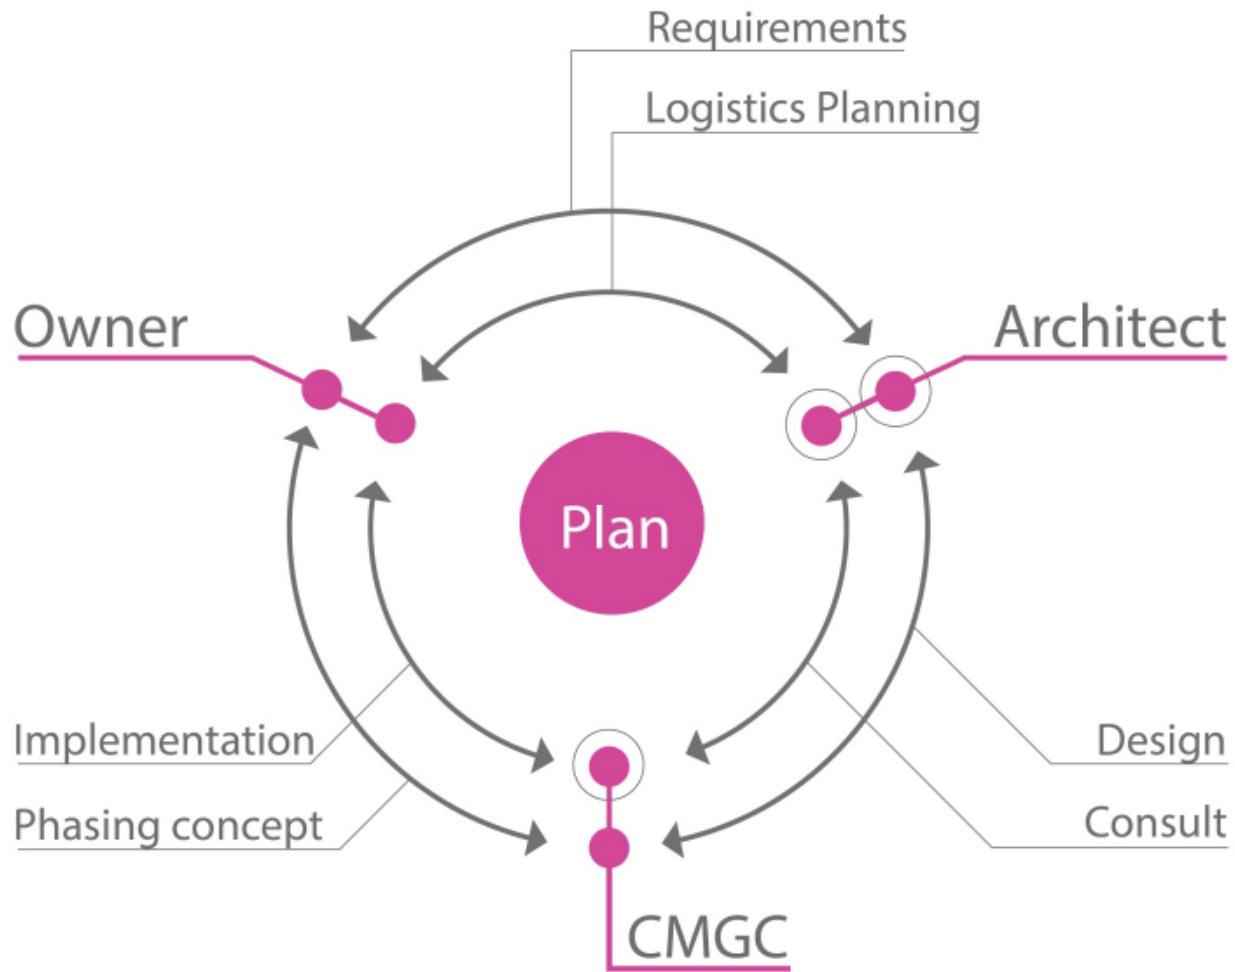 Requirements
Logistics Planning
Owner
Architect
Plan
Implementation
Design
Phasing concept
Consult
CMGC